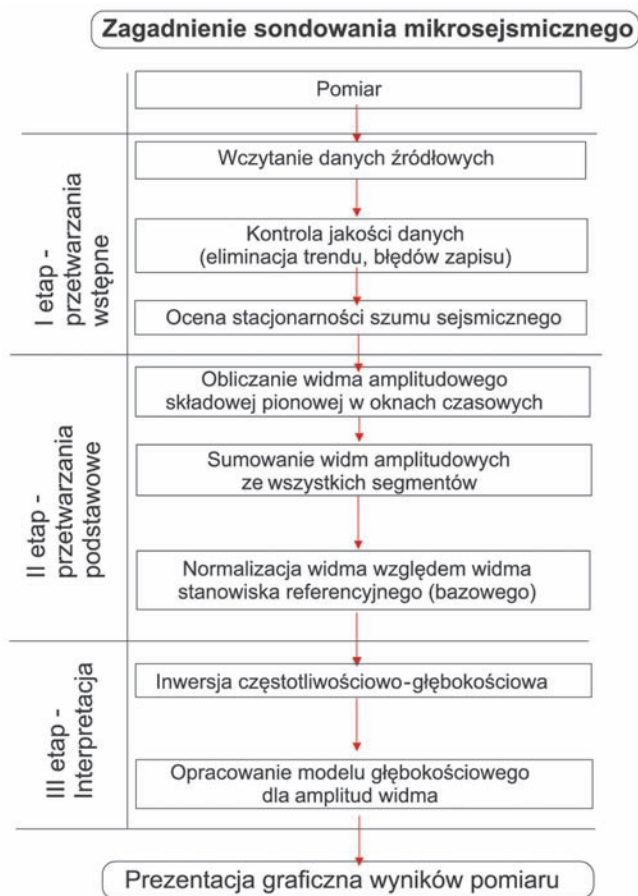 Zagadnienie sondowania mikrosejsmicznego
Pomiar
I etap -
przetwarzania
wstępne
Wczytanie danych źródłowych
Kontrola jakości danych
(eliminacja trendu, błędów zapisu)
Ocena stacjonarności szumu sejsmicznego
II etap -
przetwarzania
podstawowe
Obliczanie widma amplitudowego
składowej pionowej w oknach czasowych
Sumowanie widm amplitudowych
ze wszystkich segmentów
Normalizacja widma względem widma
stanowiska referencyjnego (bazowego)
III etap -
Interpretacja
Inwersja częstotliwościowo-głębokościowa
Opracowanie modelu głębokościowego
dla amplitud widma
Prezentacja graficzna wyników pomiaru